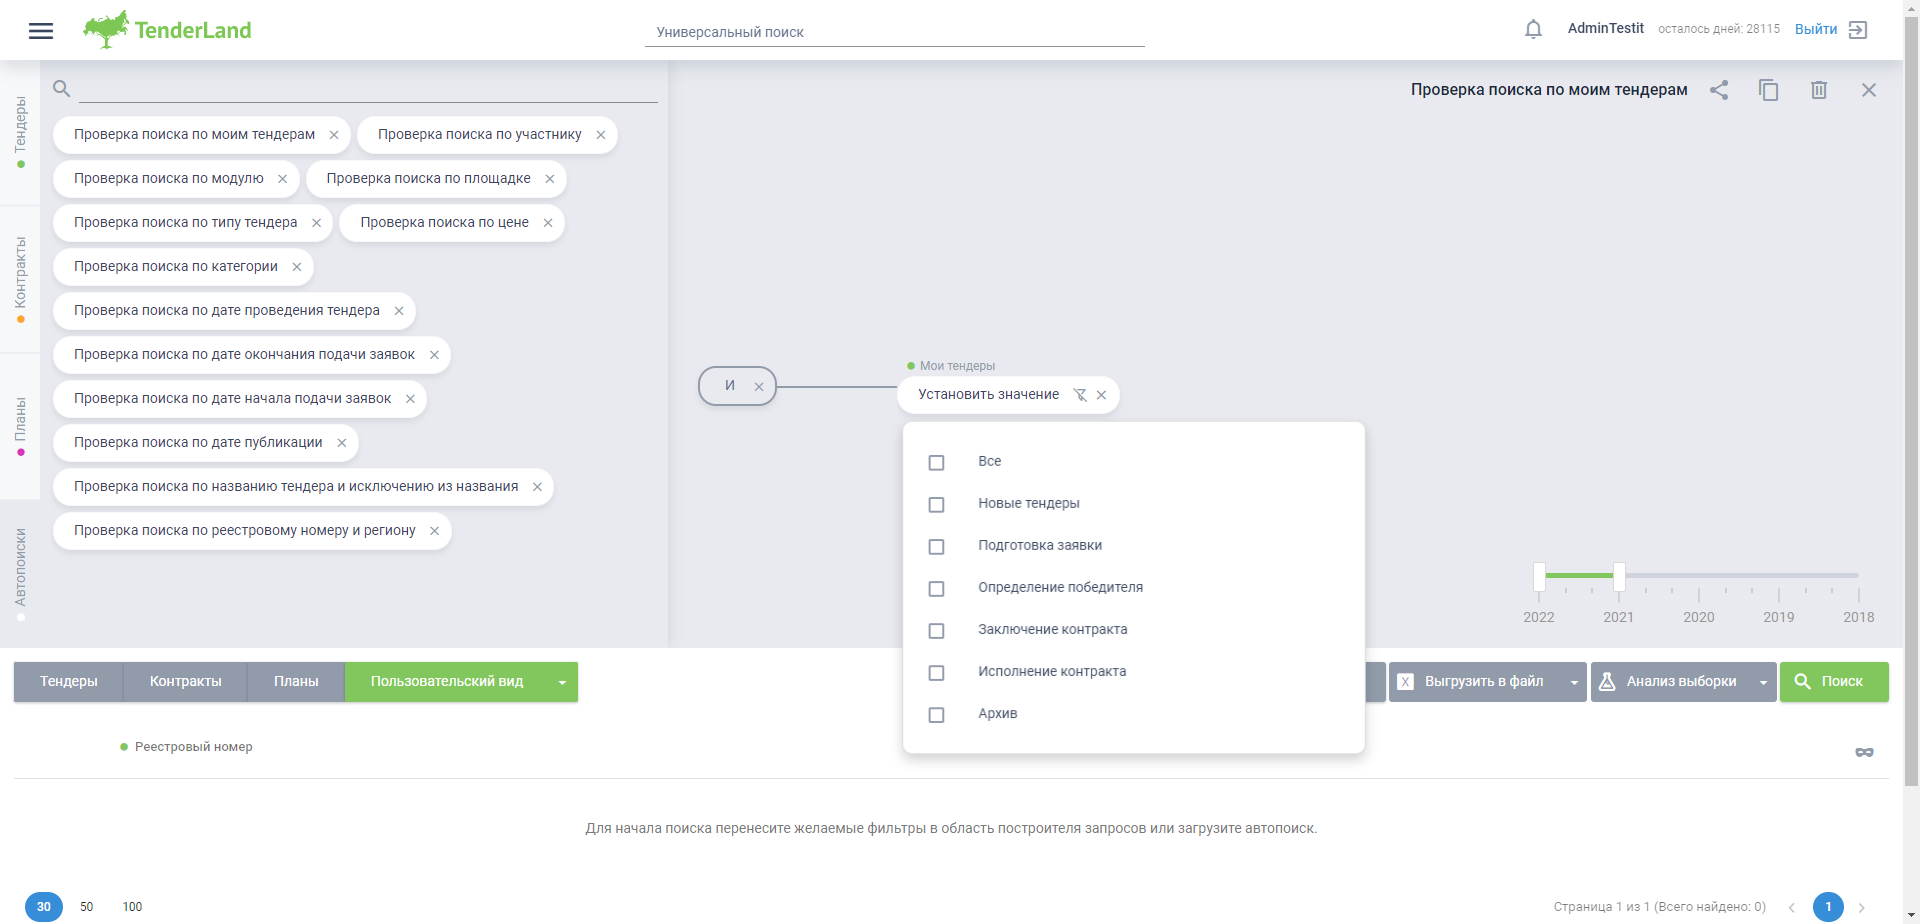 TenderLand
Универсальный поиск
AdminTestit
осталось дней: 28115
Выйти
Тендеры
Контракты
Планы
Автопоиски
Проверка поиска по моим тендерам
Проверка поиска по участнику
Проверка поиска по модулю
Проверка поиска по площадке
Проверка поиска по типу тендера
Проверка поиска по цене
Проверка поиска по категории
Проверка поиска по дате проведения тендера
Проверка поиска по дате окончания подачи заявок
Проверка поиска по дате начала подачи заявок
Проверка поиска по дате публикации
Проверка поиска по названию тендера и исключению из названия
Проверка поиска по реестровому номеру и региону
Проверка поиска по моим тендерам
И
Мои тендеры
Установить значение
Все
Новые тендеры
Подготовка заявки
Определение победителя
Заключение контракта
Исполнение контракта
Архив
2022 2021 2020 2019 2018
Тендеры
Контракты
Планы
Пользовательский вид
X Выгрузить в файл
Анализ выборки
Поиск
Реестровый номер
Для начала поиска перенесите желаемые фильтры в область построителя запросов или загрузите автопоиск.
30 50 100
Страница 1 из 1 (Всего найдено: 0)
1